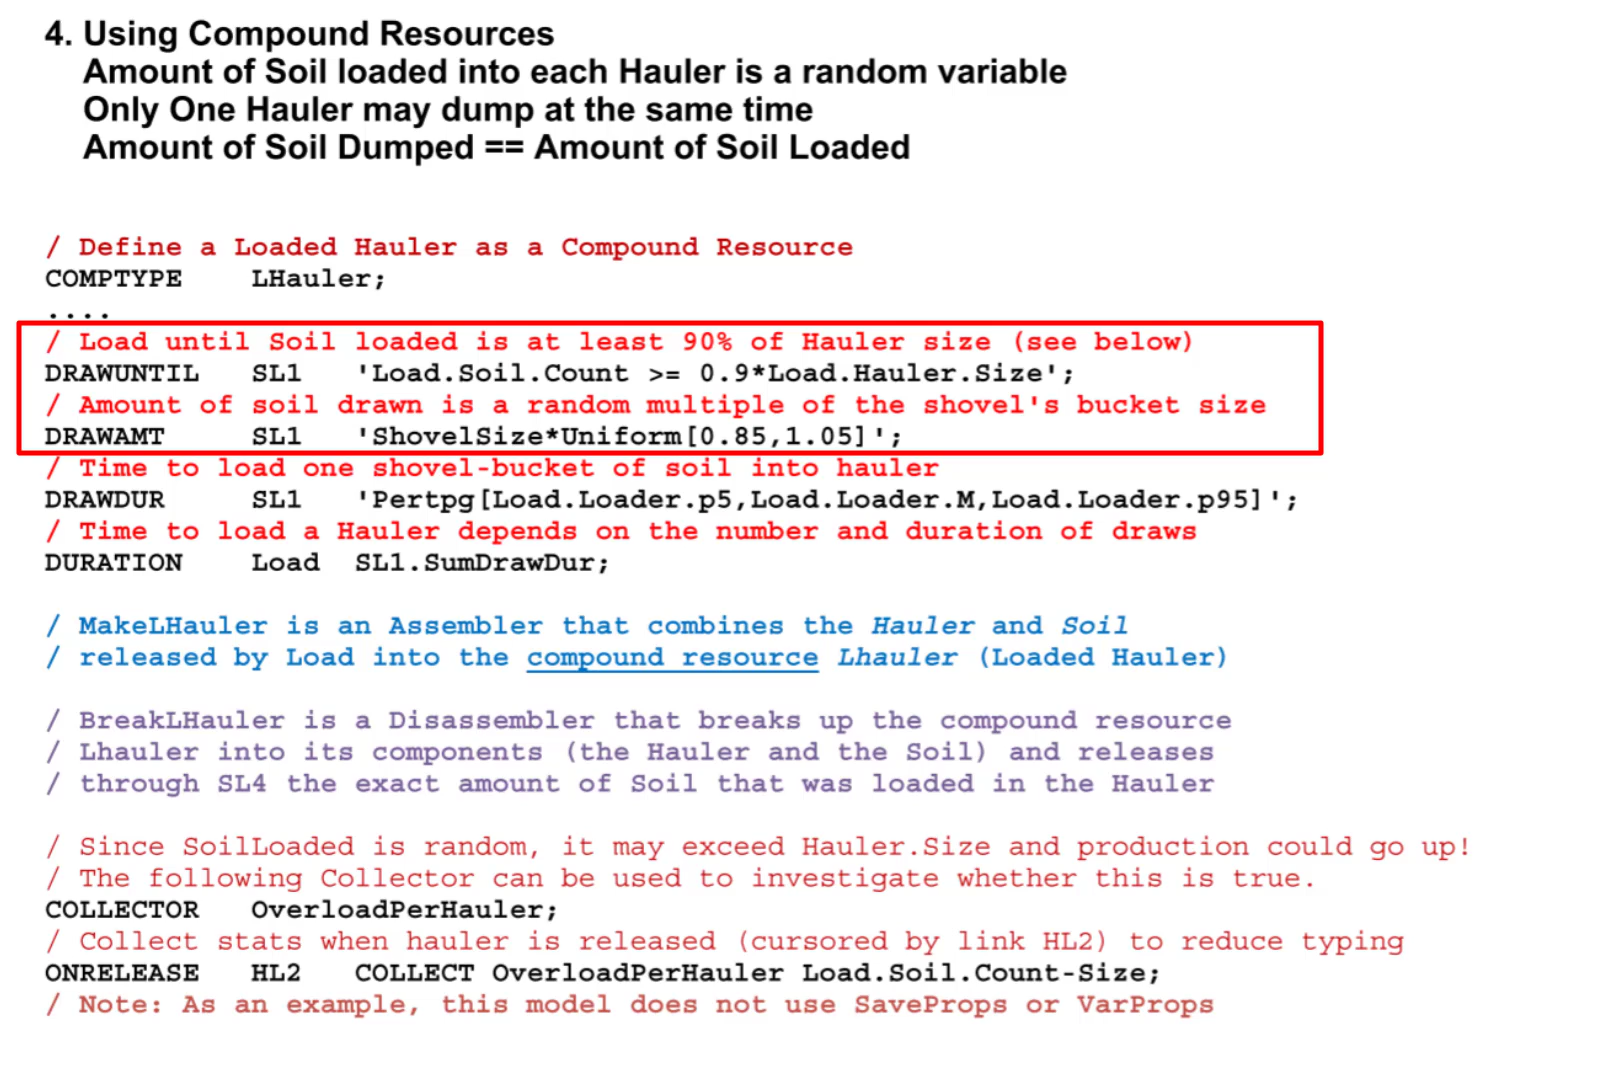 4. Using Compound Resources
Amount of Soil loaded into each Hauler is a random variable
Only One Hauler may dump at the same time
Amount of Soil Dumped == Amount of Soil Loaded
/ Define a Loaded Hauler as a Compound Resource
COMPTYPE LHauler;
....
/ Load until Soil loaded is at least 90% of Hauler size (see below)
DRAWUNTIL SL1 'Load.Soil.Count >= 0.9*Load.Hauler.Size';
/ Amount of soil drawn is a random multiple of the shovel's bucket size
DRAWAMT SL1 'ShovelSize*Uniform[0.85,1.05]';
/ Time to load one shovel-bucket of soil into hauler
DRAWDUR SL1 'Pertpg[Load.Loader.p5,Load.Loader.M,Load.Loader.p95]';
/ Time to load a Hauler depends on the number and duration of draws
DURATION Load SL1.SumDrawDur;
/ MakeLHauler is an Assembler that combines the Hauler and Soil
/ released by Load into the compound resource Lhauler (Loaded Hauler)
/ BreakLHauler is a Disassembler that breaks up the compound resource
/ Lhauler into its components (the Hauler and the Soil) and releases
/ through SL4 the exact amount of Soil that was loaded in the Hauler
/ Since SoilLoaded is random, it may exceed Hauler.Size and production could go up!
/ The following Collector can be used to investigate whether this is true.
COLLECTOR OverloadPerHauler;
/ Collect stats when hauler is released (cursored by link HL2) to reduce typing
ONRELEASE HL2 COLLECT OverloadPerHauler Load.Soil.Count-Size;
/ Note: As an example, this model does not use SaveProps or VarProps